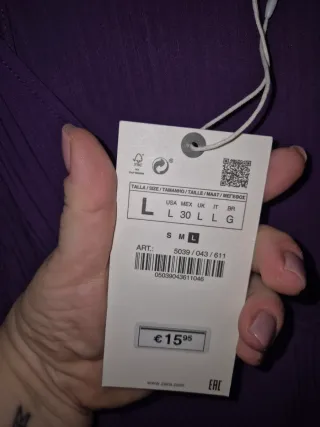 TALLA / SIZE / TAMANHO / TAILLE / MAAT / МЕГЕӨОЕ
L
USA MEX UK IT BR
L 30 L L G
S M L
ART.: 5039 / 043 / 611
05039043611046
€ 15 95
www.zara.com
EAC